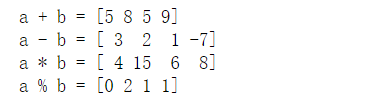 a + b = [5 8 5 9]
a - b = [ 3  2  1 -7]
a * b = [ 4 15  6  8]
a % b = [0 2 1 1]